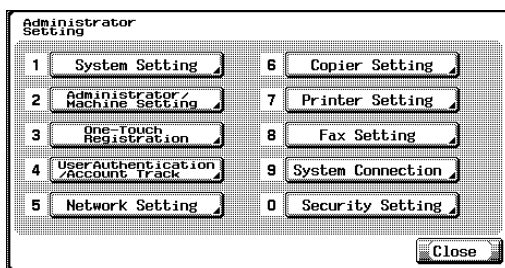 Administrator
Setting
1 System Setting
2 Administrator/
Machine Setting
3 One-Touch
Registration
4 UserAuthentication
/Account Track
5 Network Setting
6 Copier Setting
7 Printer Setting
8 Fax Setting
9 System Connection
0 Security Setting
Close